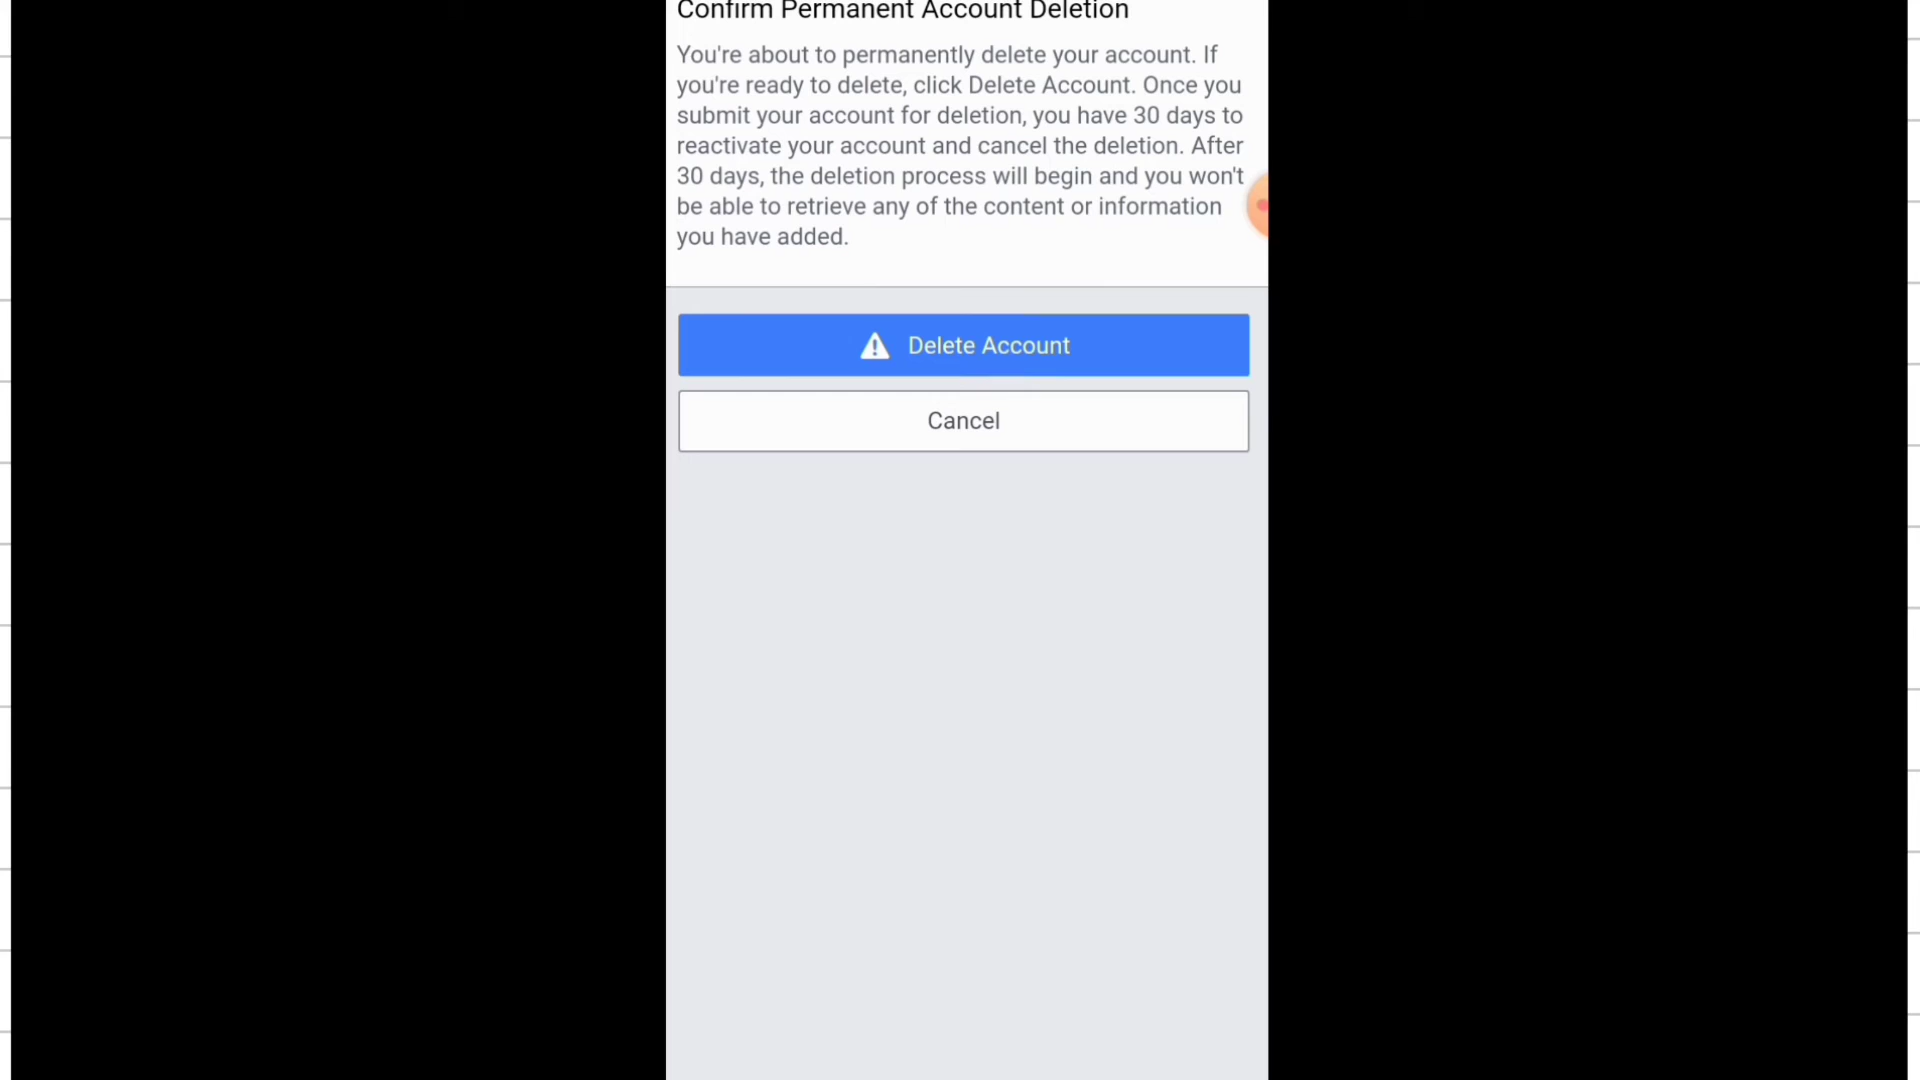 Confirm Permanent Account Deletion
You're about to permanently delete your account. If
you're ready to delete, click Delete Account. Once you
submit your account for deletion, you have 30 days to
reactivate your account and cancel the deletion. After
30 days, the deletion process will begin and you won't
be able to retrieve any of the content or information
you have added.
Delete Account
Cancel